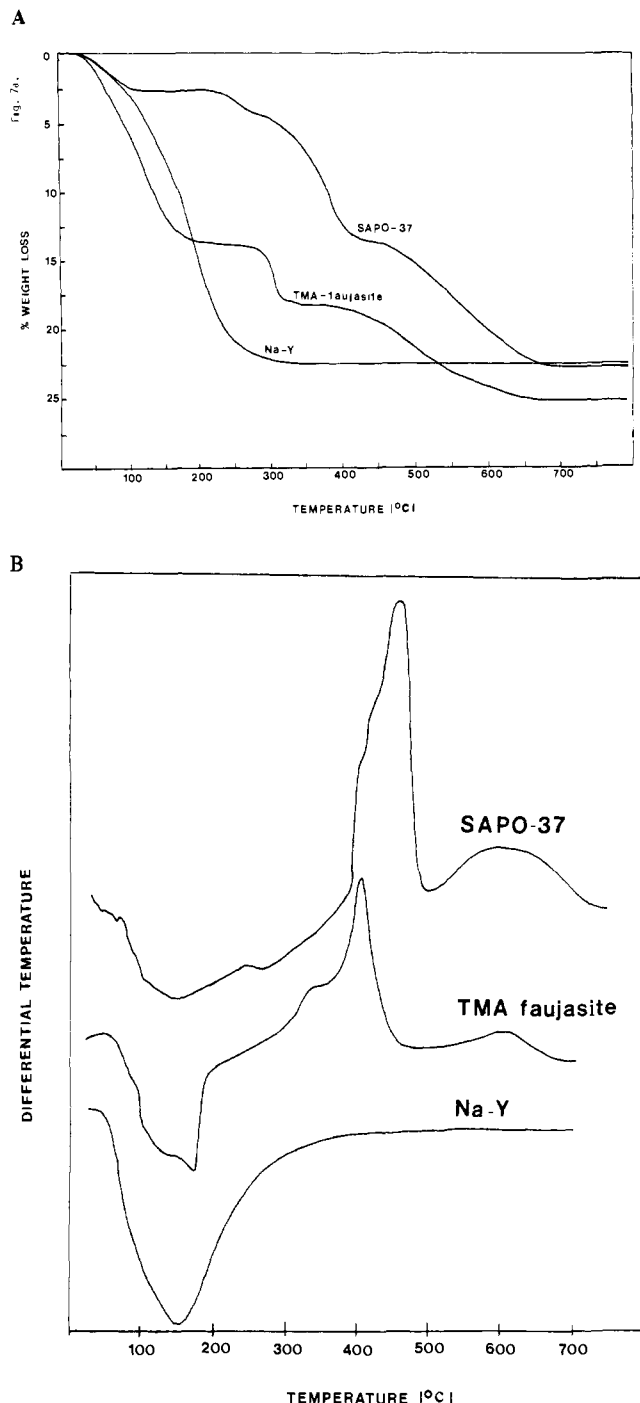 A
Fig. 7a.
0
5
10
15
20
25
% WEIGHT LOSS
SAPO-37
TMA-faujasite
Na-Y
100 200 300 400 500 600 700
TEMPERATURE |°C|
B
DIFFERENTIAL TEMPERATURE
SAPO-37
TMA faujasite
Na-Y
100 200 300 400 500 600 700
TEMPERATURE |°C|